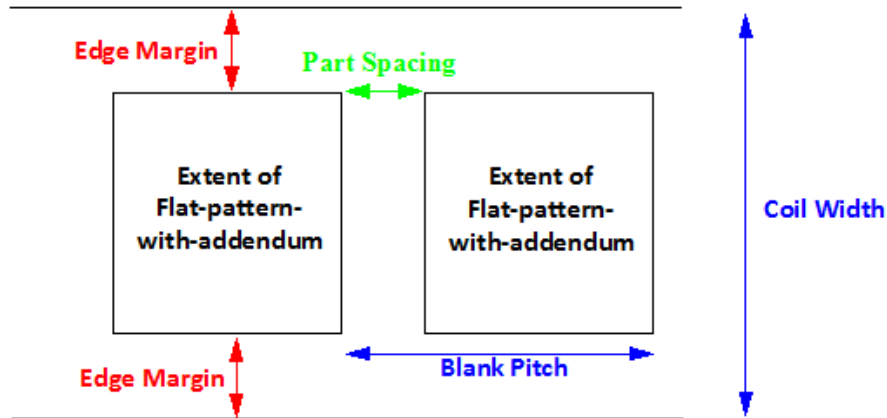 Edge Margin
Part Spacing
Extent of
Flat-pattern-
with-addendum
Extent of
Flat-pattern-
with-addendum
Coil Width
Blank Pitch
Edge Margin